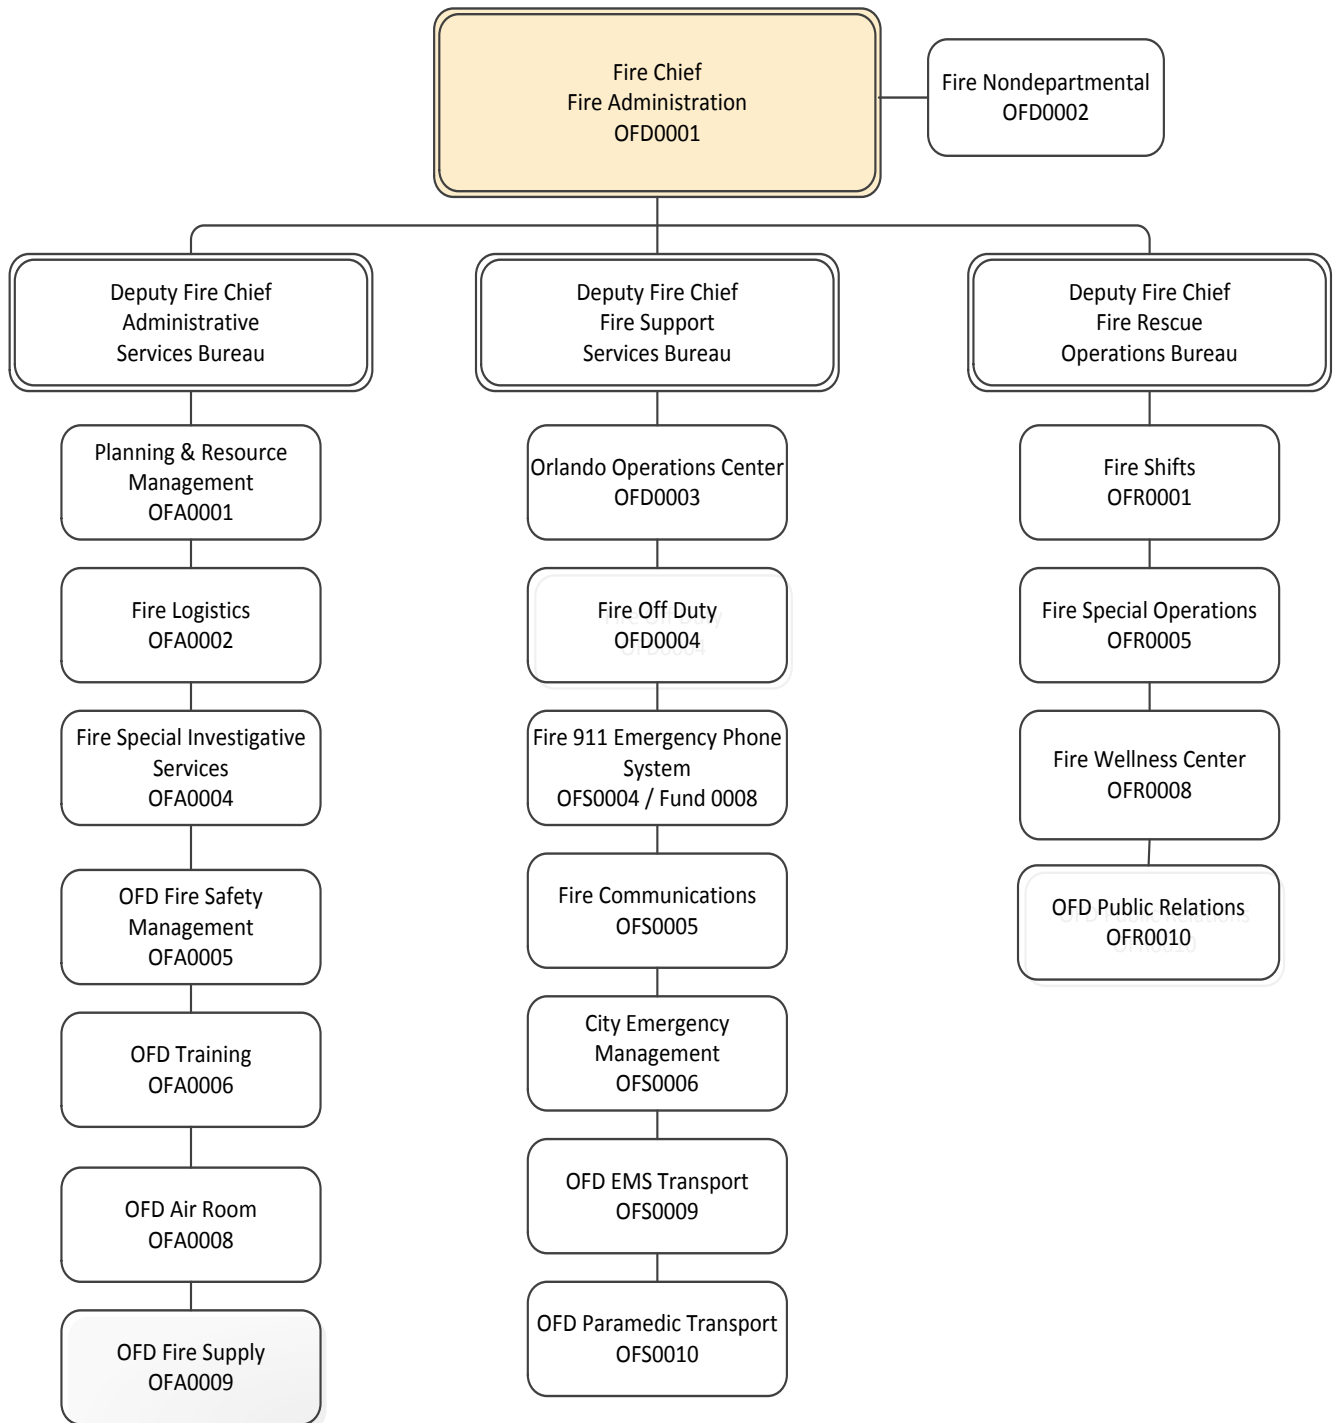 Fire Chief
Fire Administration
OFD0001
Fire Nondepartmental
OFD0002
Deputy Fire Chief
Administrative
Services Bureau
Deputy Fire Chief
Fire Support
Services Bureau
Deputy Fire Chief
Fire Rescue
Operations Bureau
Planning & Resource
Management
OFA0001
Fire Logistics
OFA0002
Fire Special Investigative
Services
OFA0004
OFD Fire Safety
Management
OFA0005
OFD Training
OFA0006
OFD Air Room
OFA0008
OFD Fire Supply
OFA0009
Orlando Operations Center
OFD0003
Fire Off Duty
OFD0004
Fire 911 Emergency Phone
System
OFS0004 / Fund 0008
Fire Communications
OFS0005
City Emergency
Management
OFS0006
OFD EMS Transport
OFS0009
OFD Paramedic Transport
OFS0010
Fire Shifts
OFR0001
Fire Special Operations
OFR0005
Fire Wellness Center
OFR0008
OFD Public Relations
OFR0010